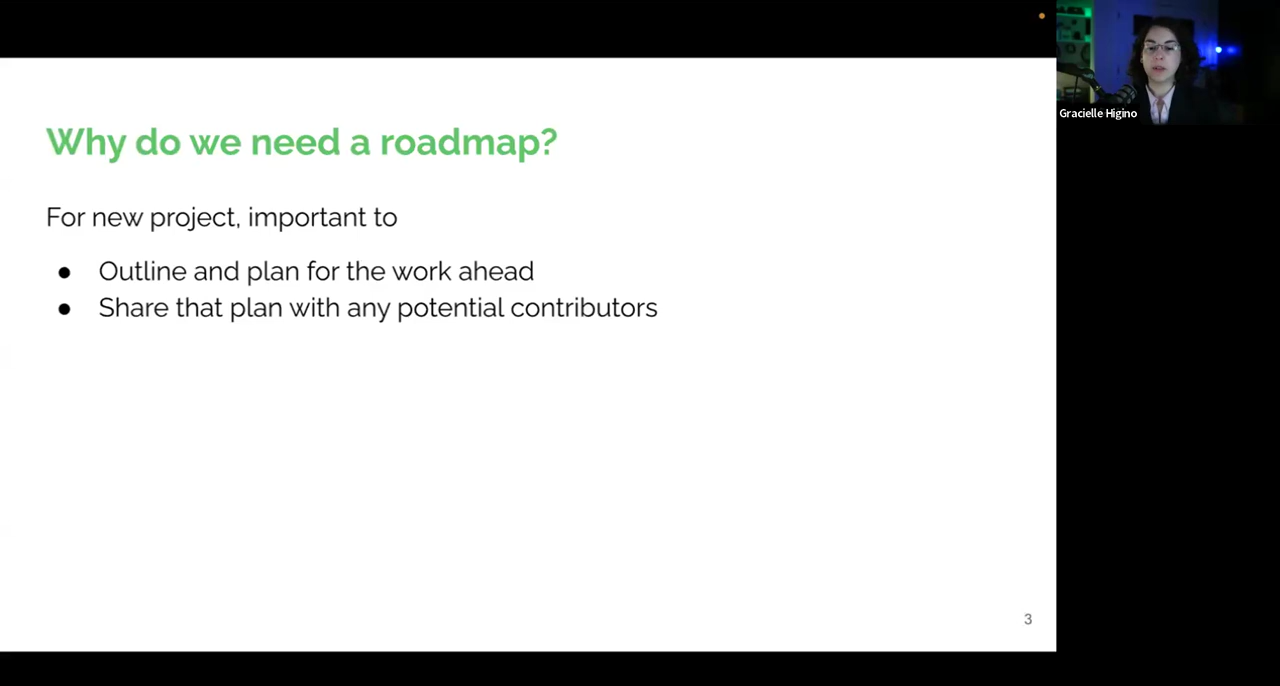 Why do we need a roadmap?
For new project, important to
● Outline and plan for the work ahead
● Share that plan with any potential contributors
3
Gracielle Higino